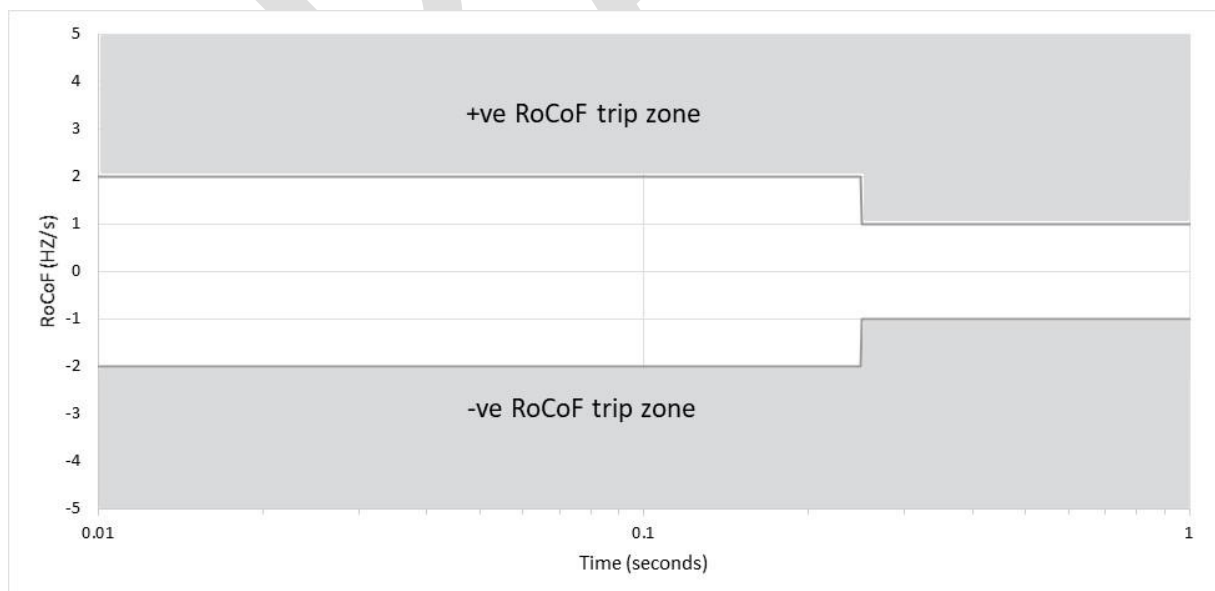 5
4
+ve RoCoF trip zone
3
2
1
RoCoF (HZ/s)
0
-1
-2
-3
-ve RoCoF trip zone
-4
-5
0.01 0.1 1
Time (seconds)